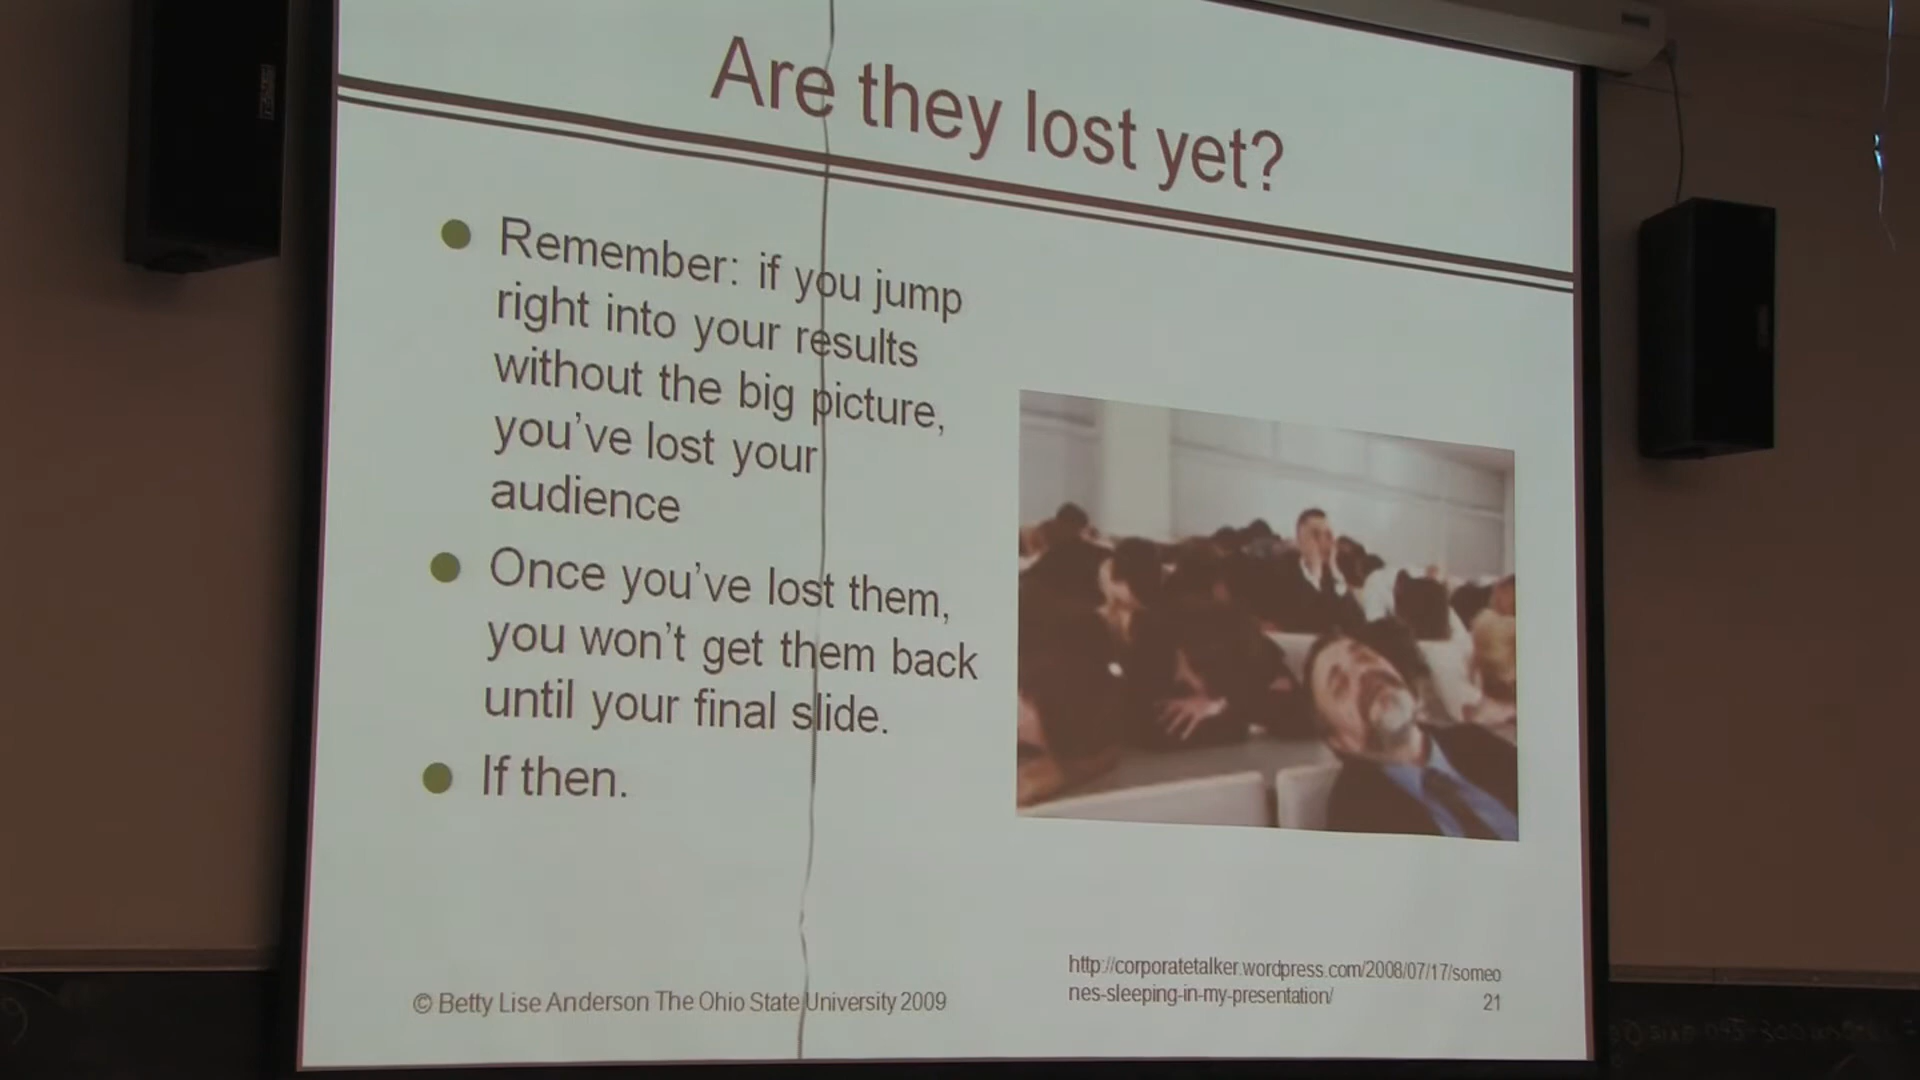 Are they lost yet?
Remember: if you jump
right into your results
without the big picture,
you've lost your
audience
Once you've lost them,
you won't get them back
until your final slide.
If then.
http://corporatetalker.wordpress.com/2008/07/17/someo
nes-sleeping-in-my-presentation/
© Betty Lise Anderson The Ohio State University 2009
21